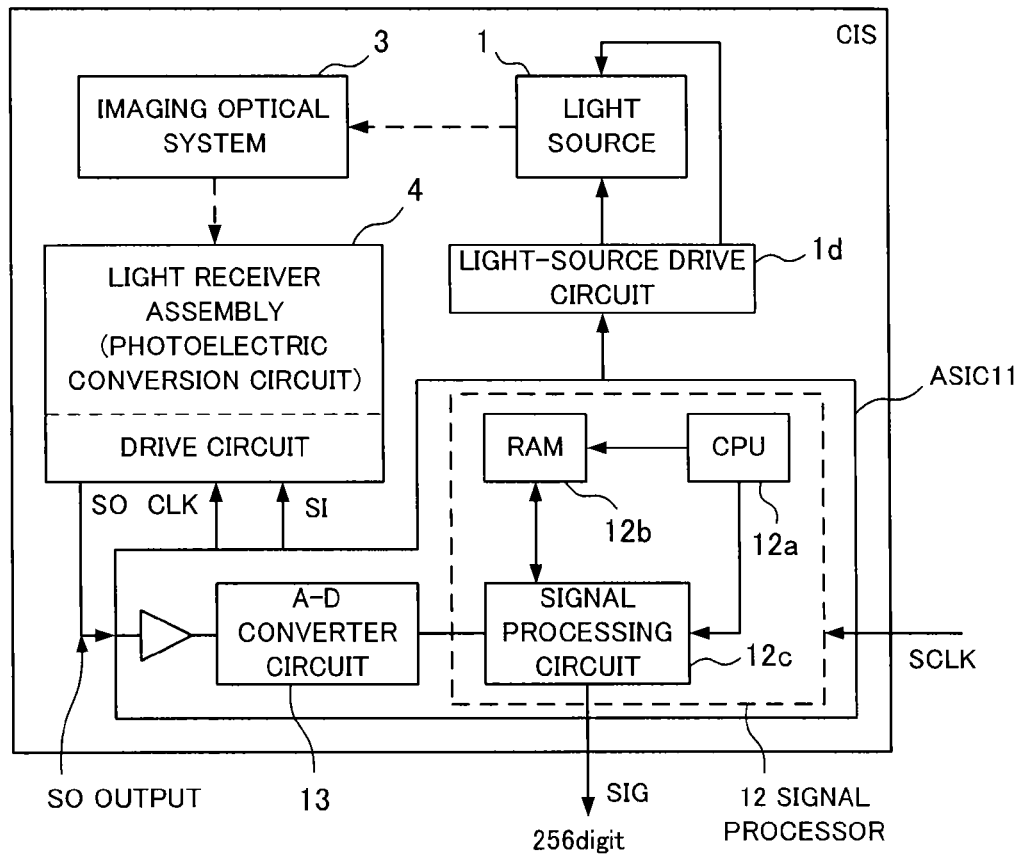 CIS
3
1
IMAGING OPTICAL
SYSTEM
LIGHT
SOURCE
4
1d
LIGHT-SOURCE DRIVE
CIRCUIT
LIGHT RECEIVER
ASSEMBLY
(PHOTOELECTRIC
CONVERSION CIRCUIT)
DRIVE CIRCUIT
ASIC11
RAM
CPU
SO CLK
SI
12b
12a
A-D
CONVERTER
CIRCUIT
SIGNAL
PROCESSING
CIRCUIT
12c
SCLK
SO OUTPUT
13
SIG
256digit
12 SIGNAL
PROCESSOR